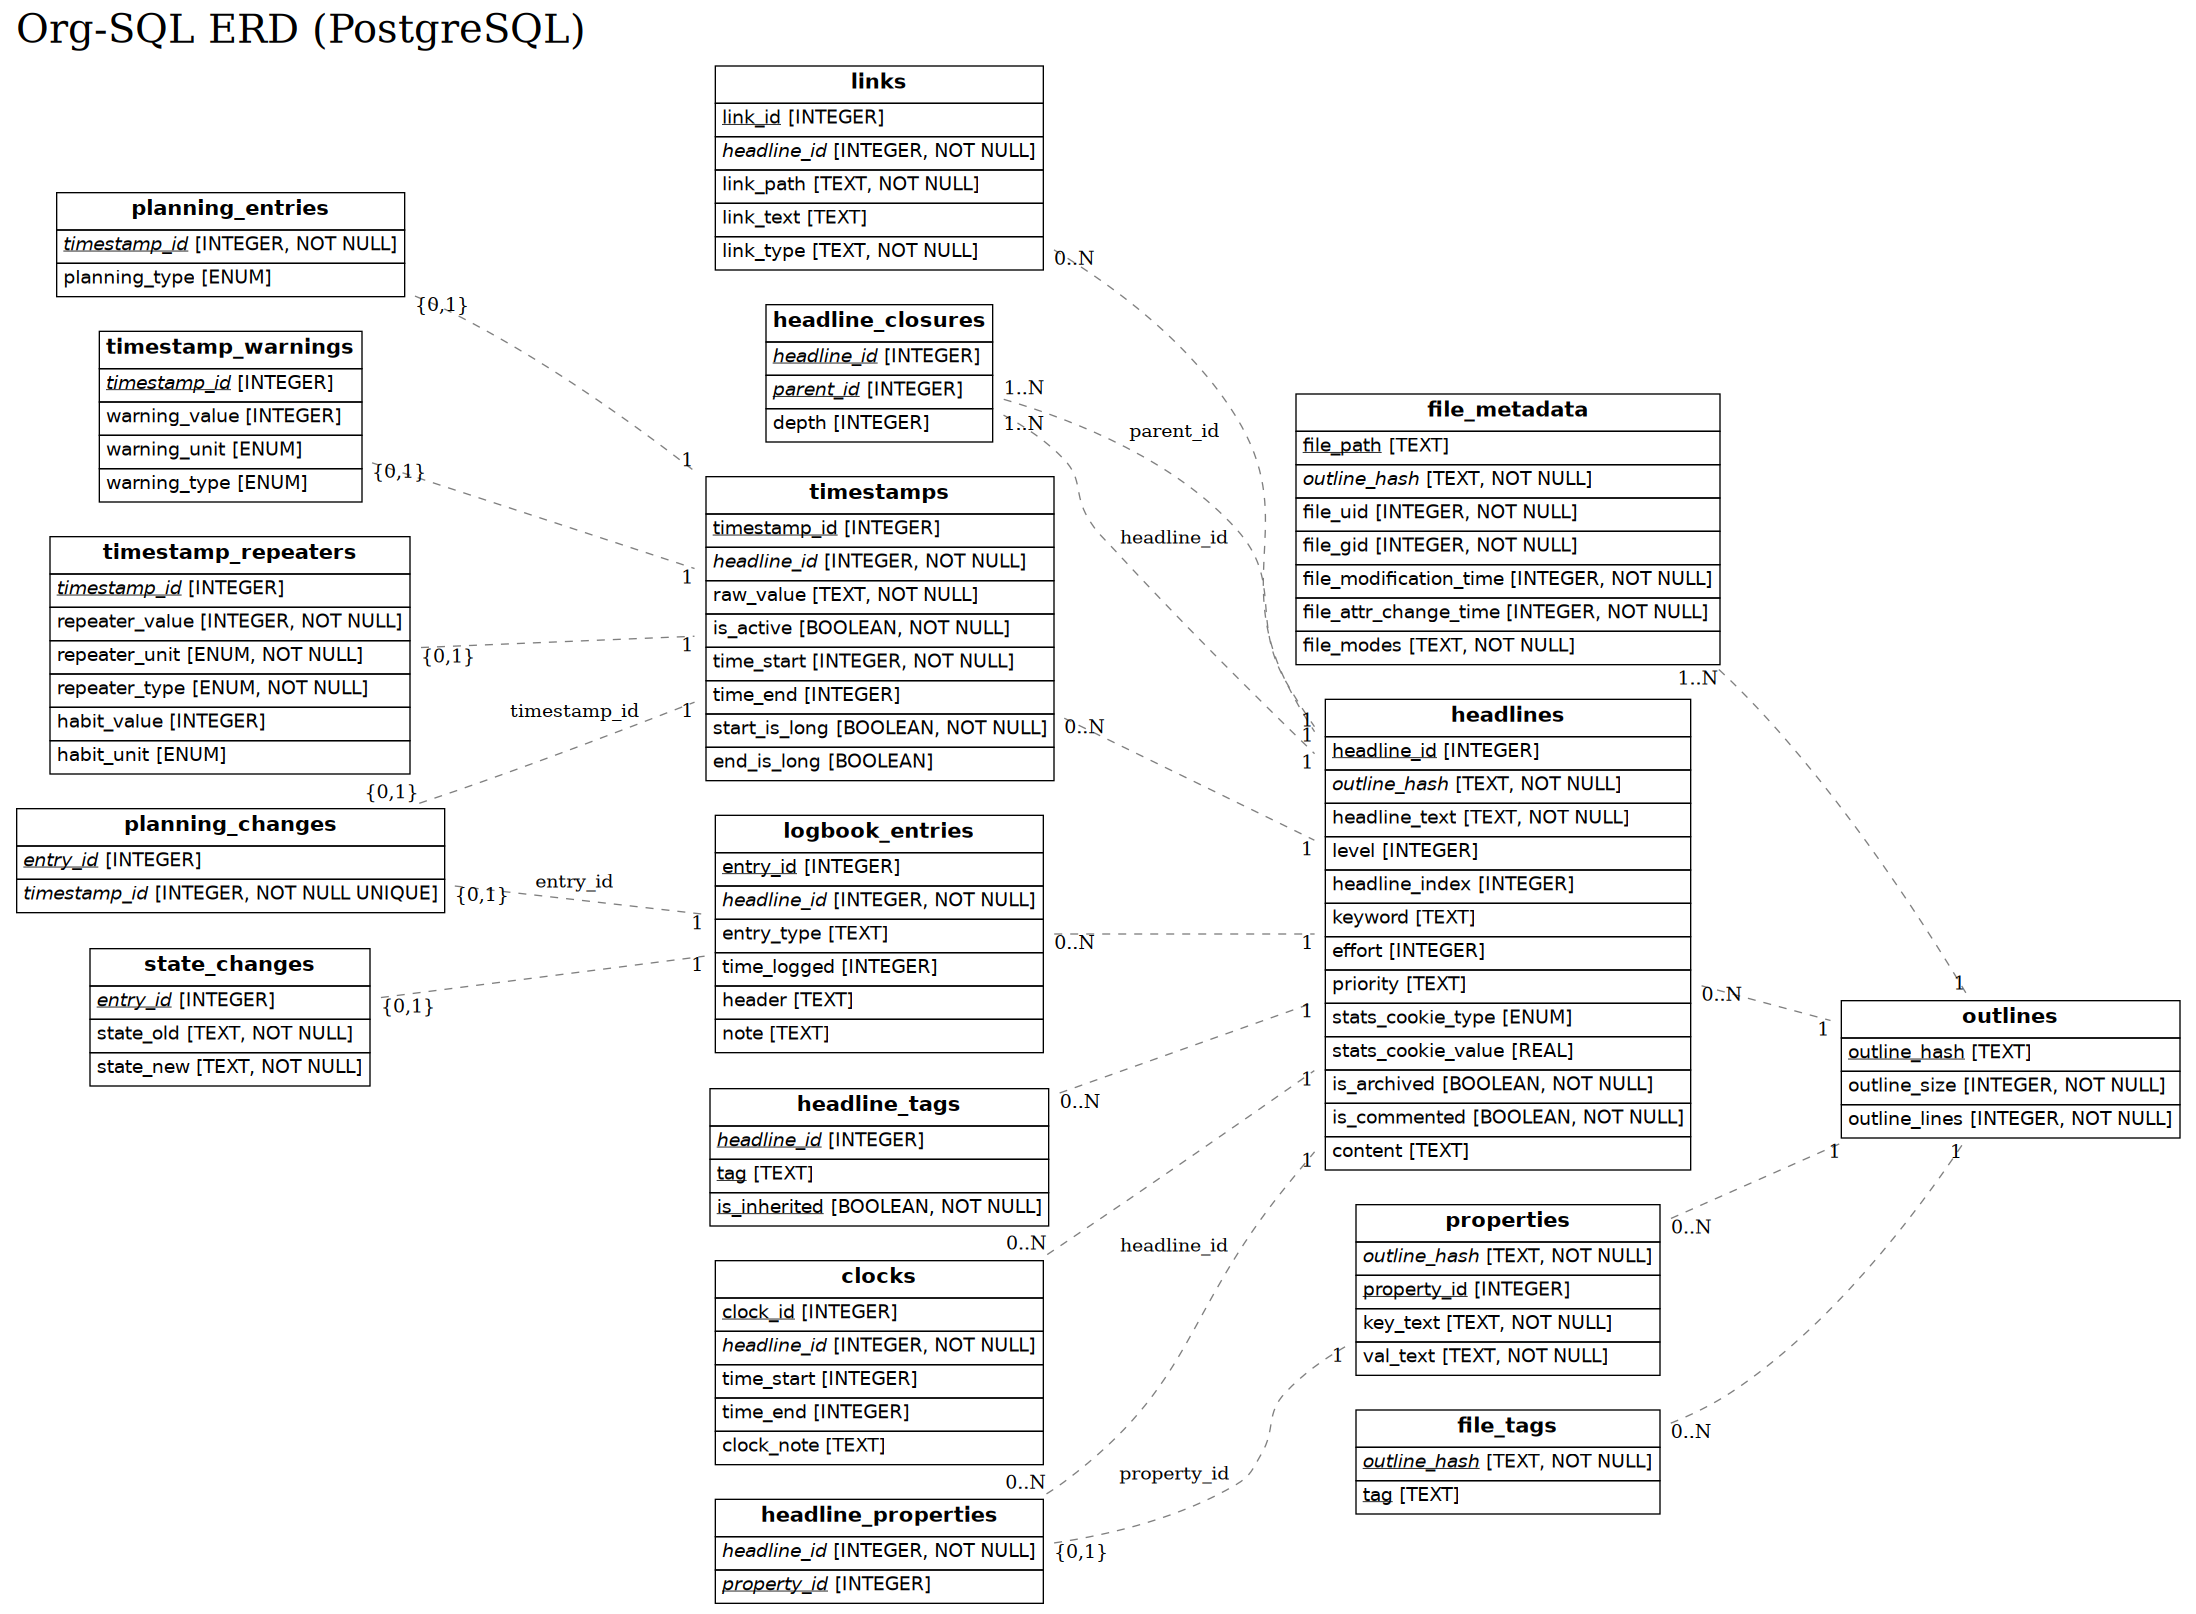 Org-SQL ERD (PostgreSQL)
links
link_id [INTEGER]
headline_id [INTEGER, NOT NULL]
link_path [TEXT, NOT NULL]
link_text [TEXT]
link_type [TEXT, NOT NULL]
0..N
planning_entries
timestamp_id [INTEGER, NOT NULL]
planning_type [ENUM]
{0,1}
1
headline_closures
headline_id [INTEGER]
parent_id [INTEGER]
depth [INTEGER]
1..N
1..N
parent_id
headline_id
timestamp_warnings
timestamp_id [INTEGER]
warning_value [INTEGER]
warning_unit [ENUM]
warning_type [ENUM]
{0,1}
1
file_metadata
file_path [TEXT]
outline_hash [TEXT, NOT NULL]
file_uid [INTEGER, NOT NULL]
file_gid [INTEGER, NOT NULL]
file_modification_time [INTEGER, NOT NULL]
file_attr_change_time [INTEGER, NOT NULL]
file_modes [TEXT, NOT NULL]
1..N
1
timestamps
timestamp_id [INTEGER]
headline_id [INTEGER, NOT NULL]
raw_value [TEXT, NOT NULL]
is_active [BOOLEAN, NOT NULL]
time_start [INTEGER, NOT NULL]
time_end [INTEGER]
start_is_long [BOOLEAN, NOT NULL]
end_is_long [BOOLEAN]
0..N
1
timestamp_repeaters
timestamp_id [INTEGER]
repeater_value [INTEGER, NOT NULL]
repeater_unit [ENUM, NOT NULL]
repeater_type [ENUM, NOT NULL]
habit_value [INTEGER]
habit_unit [ENUM]
{0,1}
1
timestamp_id
1
{0,1}
planning_changes
entry_id [INTEGER]
timestamp_id [INTEGER, NOT NULL UNIQUE]
{0,1}
entry_id
1
headlines
headline_id [INTEGER]
outline_hash [TEXT, NOT NULL]
headline_text [TEXT, NOT NULL]
level [INTEGER]
headline_index [INTEGER]
keyword [TEXT]
effort [INTEGER]
priority [TEXT]
stats_cookie_type [ENUM]
stats_cookie_value [REAL]
is_archived [BOOLEAN, NOT NULL]
is_commented [BOOLEAN, NOT NULL]
content [TEXT]
1
1
1
0..N
1
logbook_entries
entry_id [INTEGER]
headline_id [INTEGER, NOT NULL]
entry_type [TEXT]
time_logged [INTEGER]
header [TEXT]
note [TEXT]
0..N
1
state_changes
entry_id [INTEGER]
state_old [TEXT, NOT NULL]
state_new [TEXT, NOT NULL]
{0,1}
1
outlines
outline_hash [TEXT]
outline_size [INTEGER, NOT NULL]
outline_lines [INTEGER, NOT NULL]
1
1
headline_tags
headline_id [INTEGER]
tag [TEXT]
is_inherited [BOOLEAN, NOT NULL]
0..N
1
clocks
clock_id [INTEGER]
headline_id [INTEGER, NOT NULL]
time_start [INTEGER]
time_end [INTEGER]
clock_note [TEXT]
0..N
1
headline_id
properties
outline_hash [TEXT, NOT NULL]
property_id [INTEGER]
key_text [TEXT, NOT NULL]
val_text [TEXT, NOT NULL]
0..N
1
file_tags
outline_hash [TEXT, NOT NULL]
tag [TEXT]
0..N
headline_properties
headline_id [INTEGER, NOT NULL]
property_id [INTEGER]
0..N
1
property_id
{0,1}